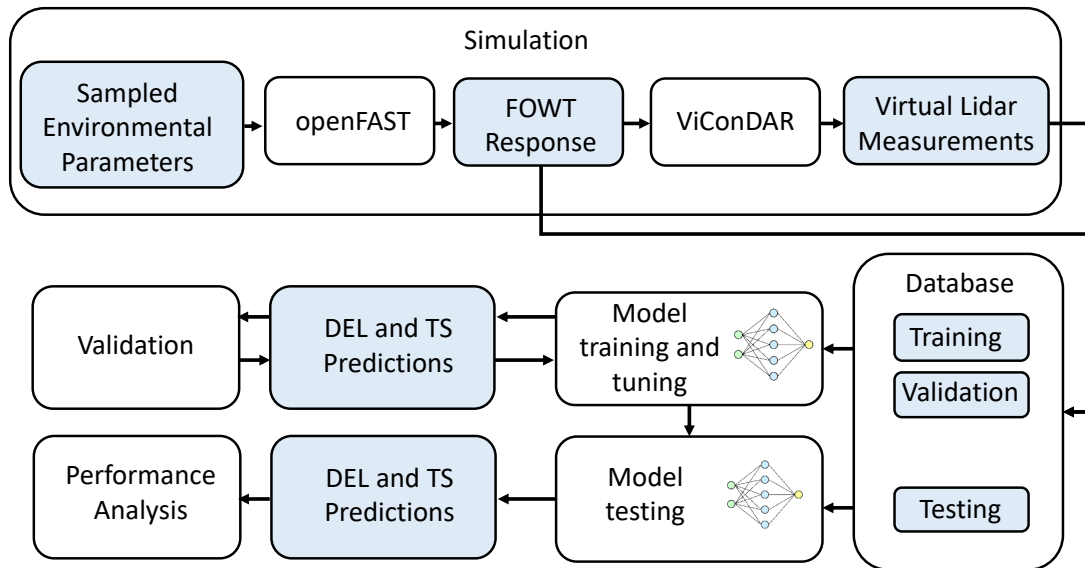 Simulation
Sampled
Environmental
Parameters
openFAST
FOWT
Response
ViConDAR
Virtual Lidar
Measurements
Validation
DEL and TS
Predictions
Model
training and
tuning
Database
Training
Validation
Testing
Performance
Analysis
DEL and TS
Predictions
Model
testing